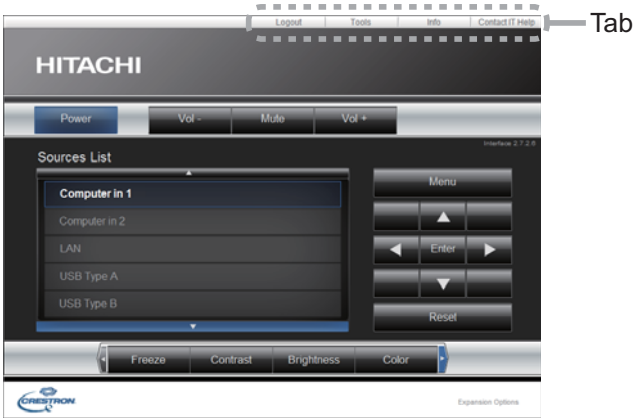 Logout Tools Info Contact IT Help
Tab
HITACHI
Power Vol - Mute Vol +
Interface 2.7.2.6
Sources List
Menu
Computer in 1
Computer in 2
LAN
Enter
USB Type A
USB Type B
Reset
Freeze Contrast Brightness Color
CRESTRON
Expansion Options